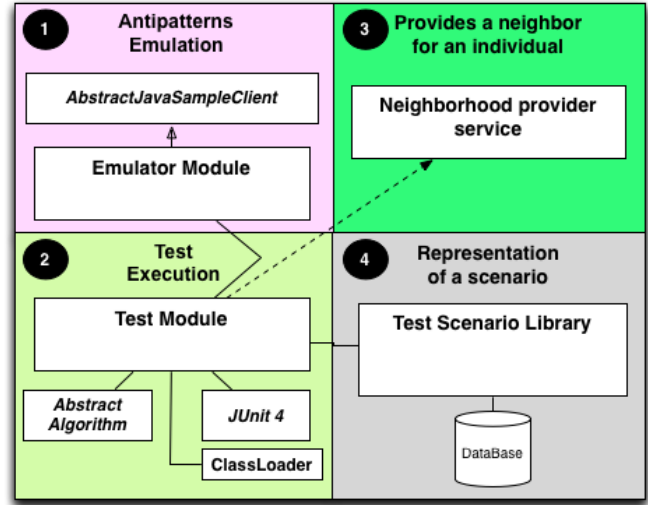 1
Antipatterns
Emulation
AbstractJavaSampleClient
Emulator Module
3
Provides a neighbor
for an individual
Neighborhood provider
service
2
Test
Execution
Test Module
Abstract
Algorithm
JUnit 4
ClassLoader
4
Representation
of a scenario
Test Scenario Library
DataBase